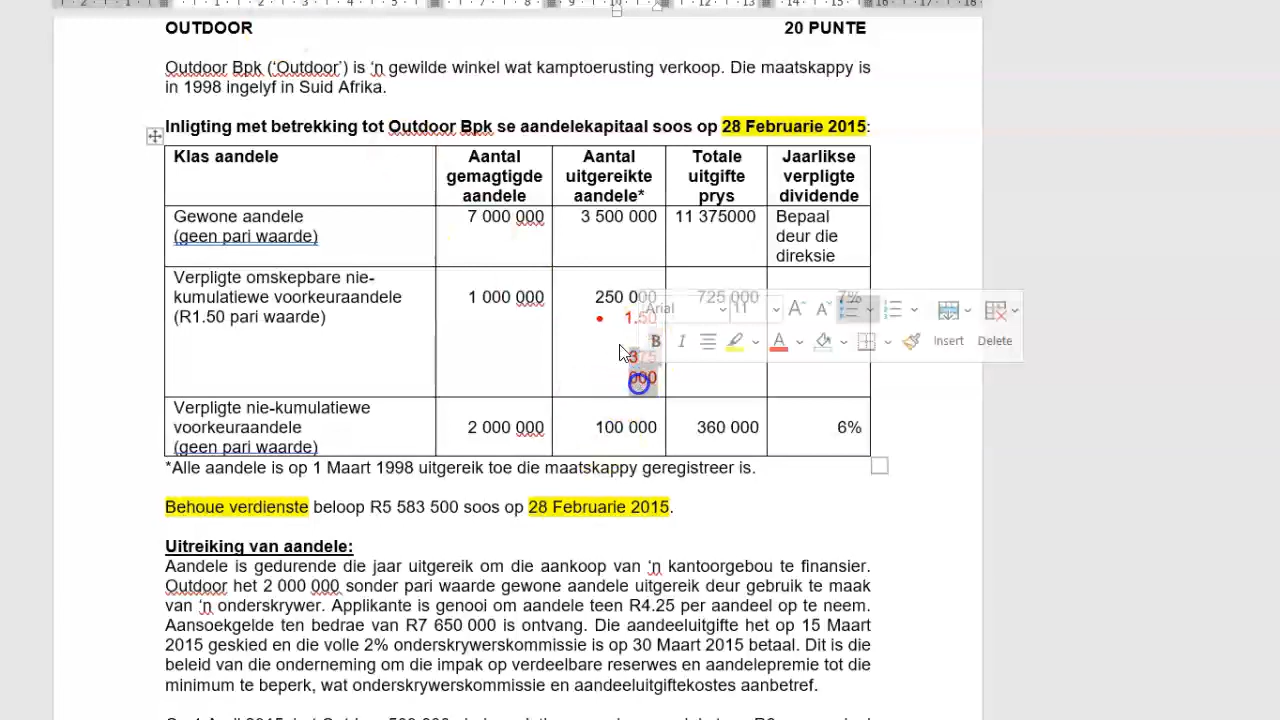 OUTDOOR 20 PUNTE
Outdoor Bpk (‘Outdoor’) is ‘n gewilde winkel wat kamptoerusting verkoop. Die maatskappy is
in 1998 ingelyf in Suid Afrika.
Inligting met betrekking tot Outdoor Bpk se aandelekapitaal soos op 28 Februarie 2015:
Klas aandele Aantal gemagtigde aandele Aantal uitgereikte aandele* Totale uitgifte prys Jaarlikse verpligte dividende
Gewone aandele 7 000 000 3 500 000 11 375000 Bepaal
(geen pari waarde) deur die
direksie
Verpligte omskepbare nie-
kumulatiewe voorkeuraandele 1 000 000 250 000 725 000 7%
(R1.50 pari waarde) • 1.50
375
000
Arial 11
Insert Delete
Verpligte nie-kumulatiewe
voorkeuraandele 2 000 000 100 000 360 000 6%
(geen pari waarde)
*Alle aandele is op 1 Maart 1998 uitgereik toe die maatskappy geregistreer is.
Behoue verdienste beloop R5 583 500 soos op 28 Februarie 2015.
Uitreiking van aandele:
Aandele is gedurende die jaar uitgereik om die aankoop van ‘n kantoorgebou te finansier.
Outdoor het 2 000 000 sonder pari waarde gewone aandele uitgereik deur gebruik te maak
van ‘n onderskrywer. Applikante is genooi om aandele teen R4.25 per aandeel op te neem.
Aansoekgelde ten bedrae van R7 650 000 is ontvang. Die aandeeluitgifte het op 15 Maart
2015 geskied en die volle 2% onderskrywerskommissie is op 30 Maart 2015 betaal. Dit is die
beleid van die onderneming om die impak op verdeelbare reserwes en aandelepremie tot die
minimum te beperk, wat onderskrywerskommissie en aandeeluitgiftekostes aanbetref.